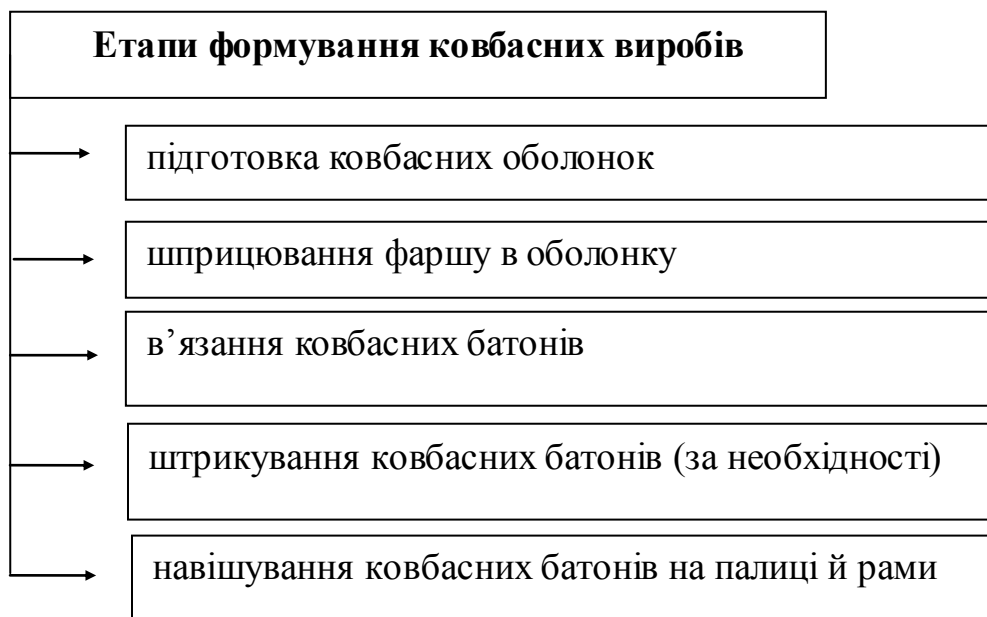 Етапи формування ковбасних виробів
підготовка ковбасних оболонок
шприцювання фаршу в оболонку
в’язання ковбасних батонів
штрикування ковбасних батонів (за необхідності)
навішування ковбасних батонів на палиці й рами